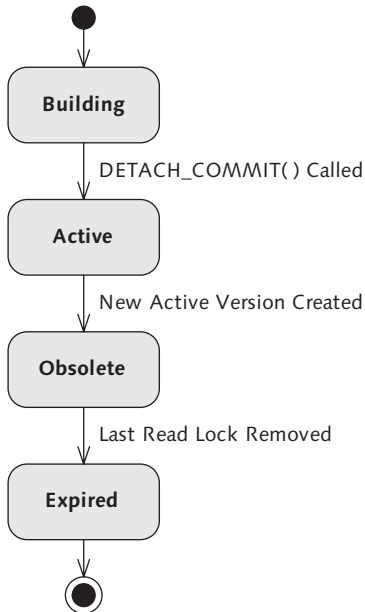 Building
DETACH_COMMIT( ) Called
Active
New Active Version Created
Obsolete
Last Read Lock Removed
Expired